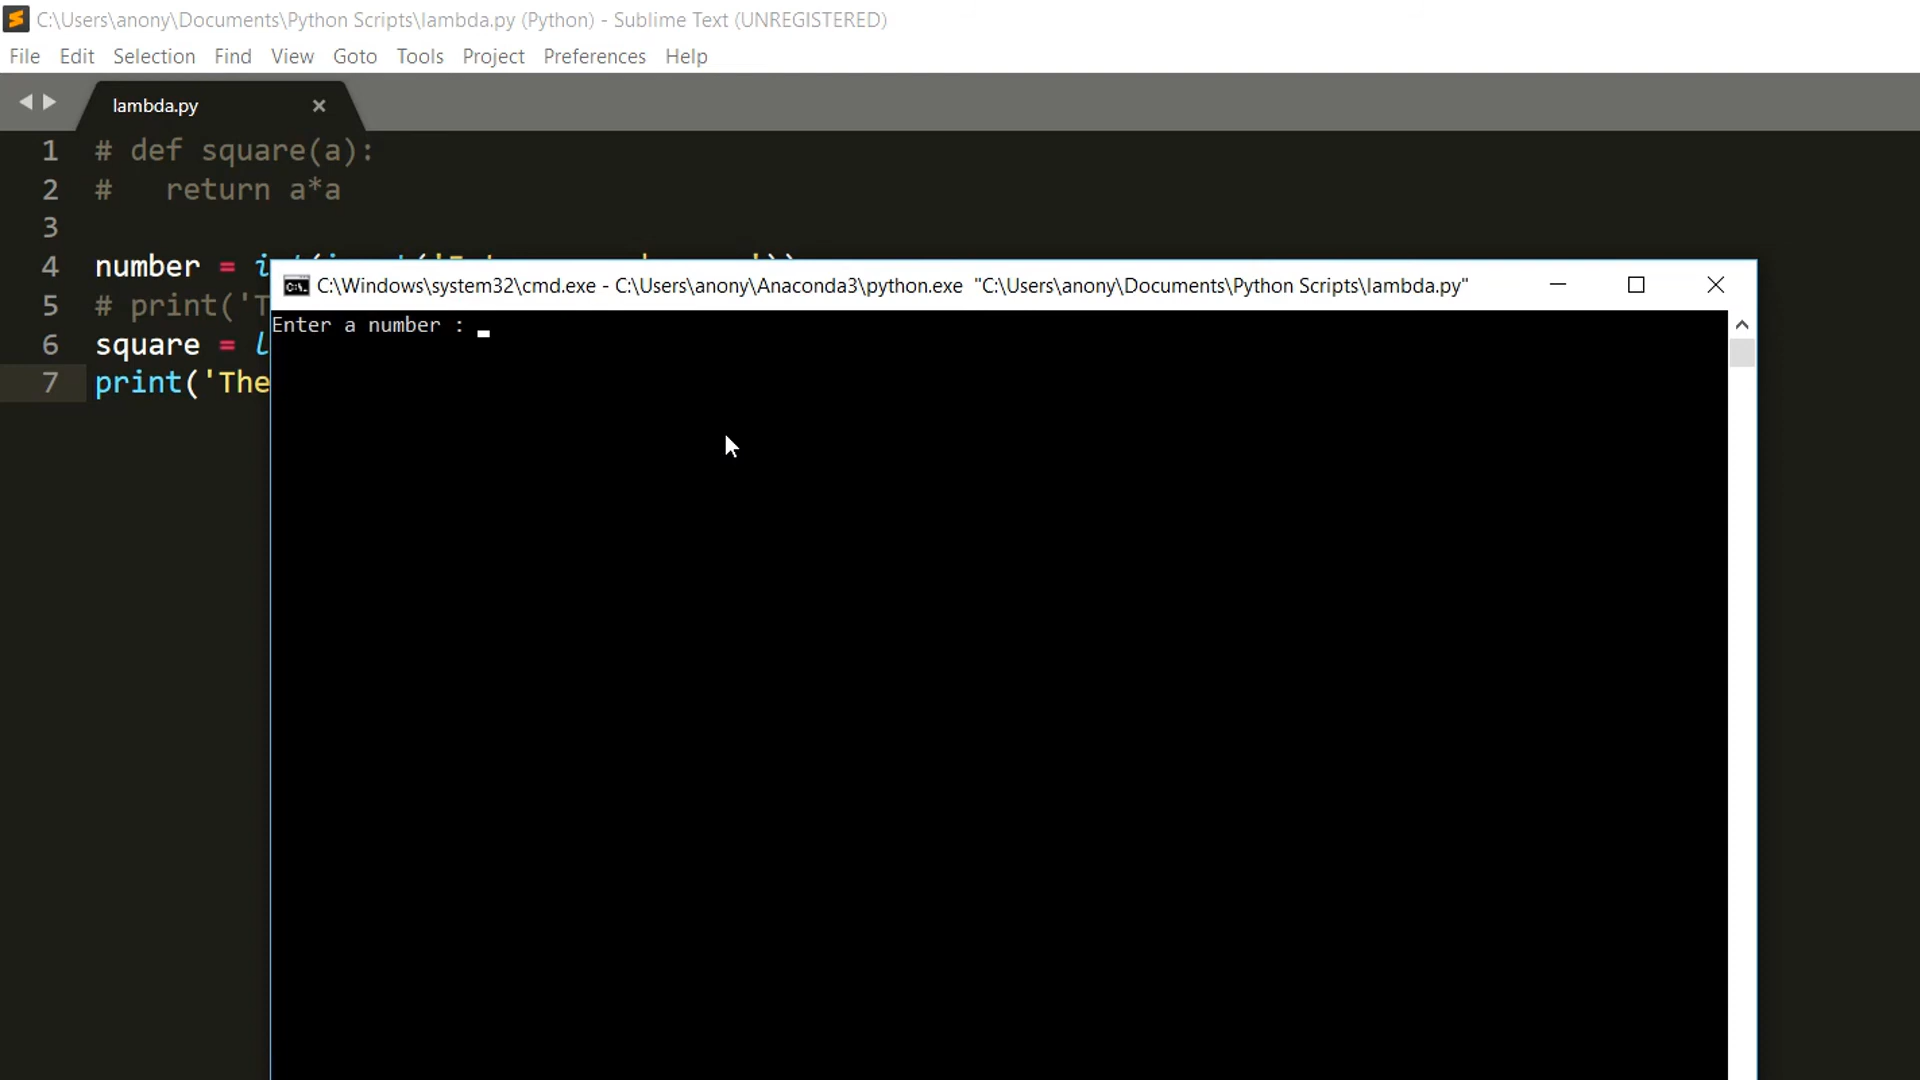 C:\Users\anony\Documents\Python Scripts\lambda.py (Python) - Sublime Text (UNREGISTERED)
File Edit Selection Find View Goto Tools Project Preferences Help
lambda.py
1 # def square(a):
2 #   return a*a
3
4 number =
5 # print('T
6 square = l
7 print('The
C:\Windows\system32\cmd.exe - C:\Users\anony\Anaconda3\python.exe  "C:\Users\anony\Documents\Python Scripts\lambda.py"
Enter a number :